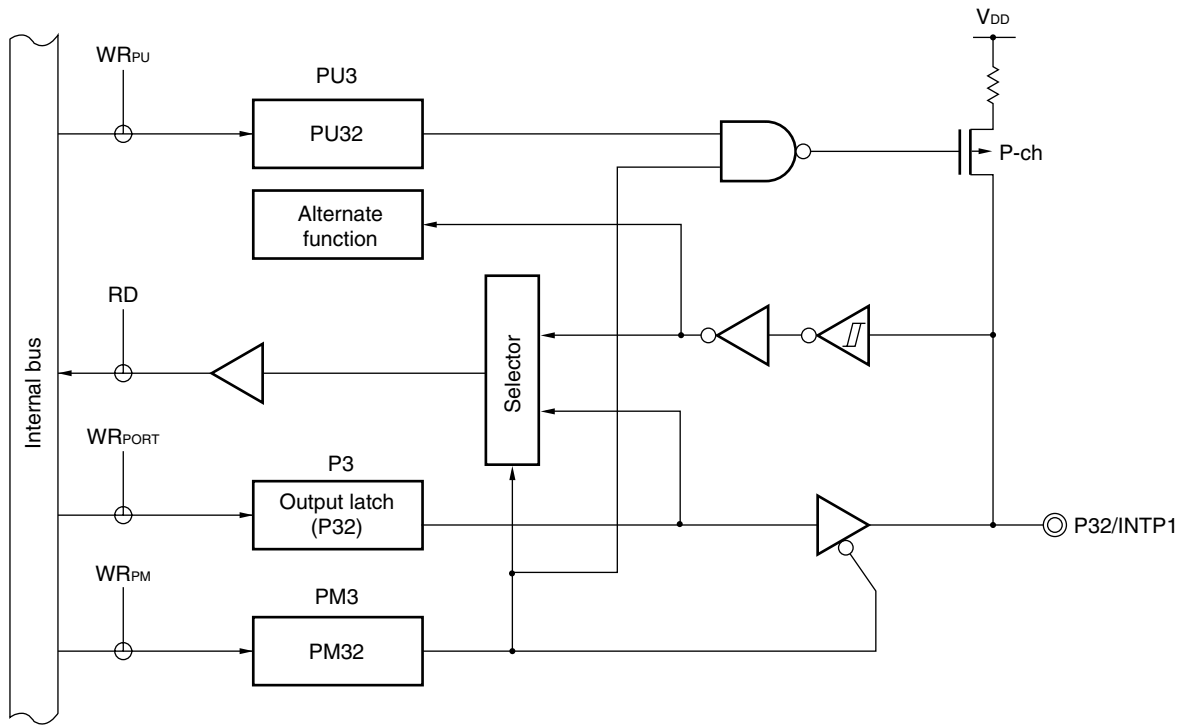 VDD
WRPU
PU3
PU32
P-ch
Alternate
function
RD
Internal bus
Selector
WRPORT
P3
Output latch
(P32)
P32/INTP1
WRPM
PM3
PM32